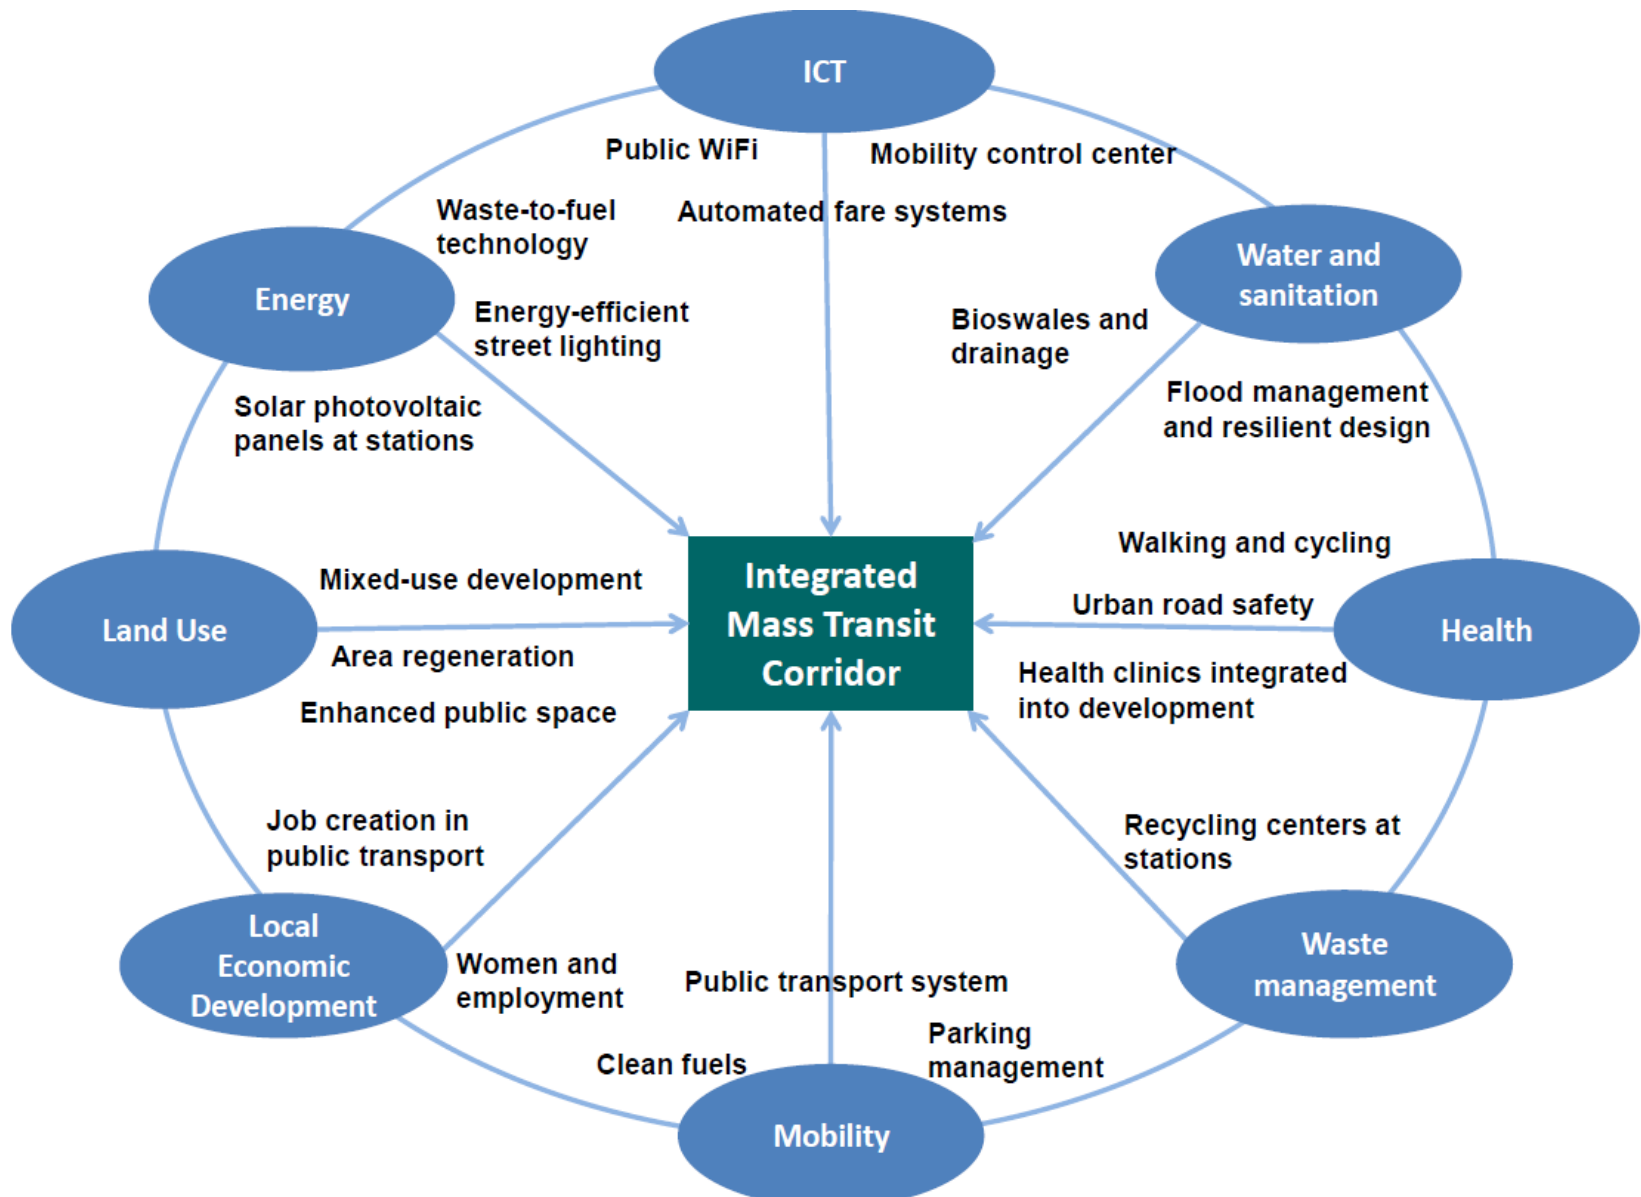 ICT
Public WiFi
Mobility control center
Automated fare systems
Waste-to-fuel
technology
Energy
Energy-efficient
street lighting
Solar photovoltaic
panels at stations
Water and
sanitation
Bioswales and
drainage
Flood management
and resilient design
Integrated
Mass Transit
Corridor
Land Use
Mixed-use development
Area regeneration
Enhanced public space
Walking and cycling
Urban road safety
Health
Health clinics integrated
into development
Job creation in
public transport
Local
Economic
Development
Women and
employment
Recycling centers at
stations
Waste
management
Public transport system
Clean fuels
Parking
management
Mobility